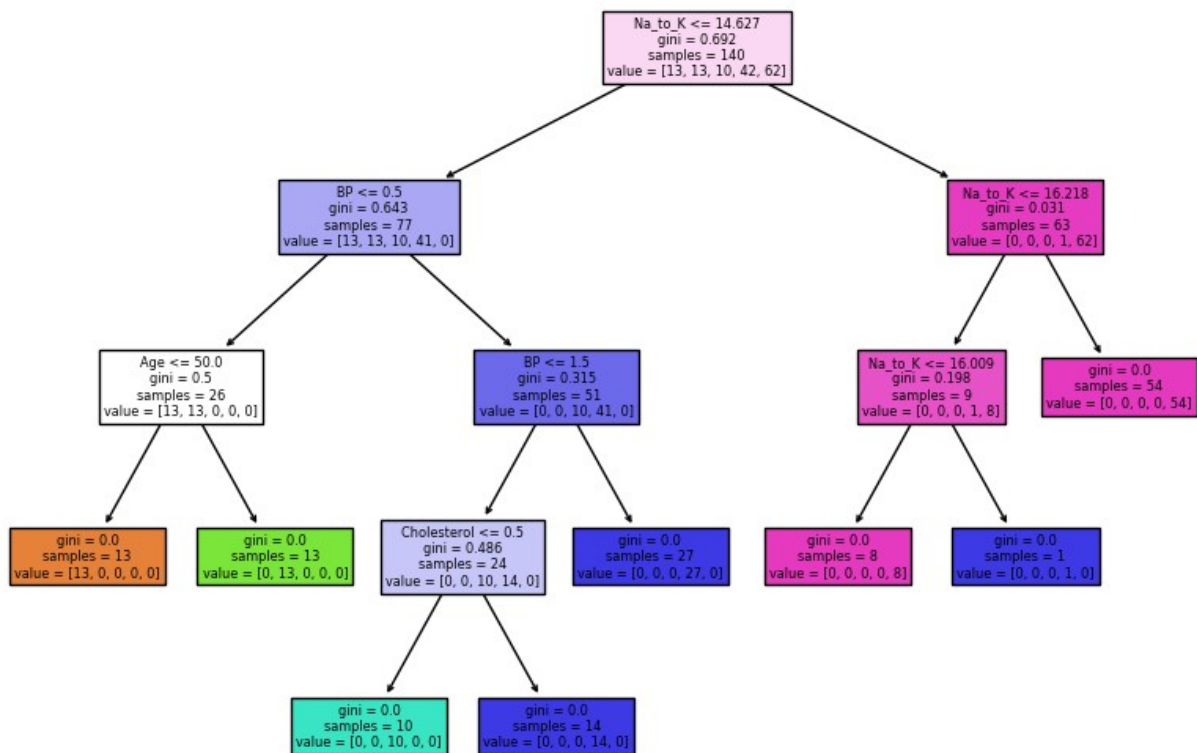 Na_to_K <= 14.627
gini = 0.692
samples = 140
value = [13, 13, 10, 42, 62]
BP <= 0.5
gini = 0.643
samples = 77
value = [13, 13, 10, 41, 0]
Na_to_K <= 16.218
gini = 0.031
samples = 63
value = [0, 0, 0, 1, 62]
Age <= 50.0
gini = 0.5
samples = 26
value = [13, 13, 0, 0, 0]
BP <= 1.5
gini = 0.315
samples = 51
value = [0, 0, 10, 41, 0]
Na_to_K <= 16.009
gini = 0.198
samples = 9
value = [0, 0, 0, 1, 8]
gini = 0.0
samples = 54
value = [0, 0, 0, 0, 54]
gini = 0.0
samples = 13
value = [13, 0, 0, 0, 0]
gini = 0.0
samples = 13
value = [0, 13, 0, 0, 0]
Cholesterol <= 0.5
gini = 0.486
samples = 24
value = [0, 0, 10, 14, 0]
gini = 0.0
samples = 27
value = [0, 0, 0, 27, 0]
gini = 0.0
samples = 8
value = [0, 0, 0, 0, 8]
gini = 0.0
samples = 1
value = [0, 0, 0, 1, 0]
gini = 0.0
samples = 10
value = [0, 0, 10, 0, 0]
gini = 0.0
samples = 14
value = [0, 0, 0, 14, 0]